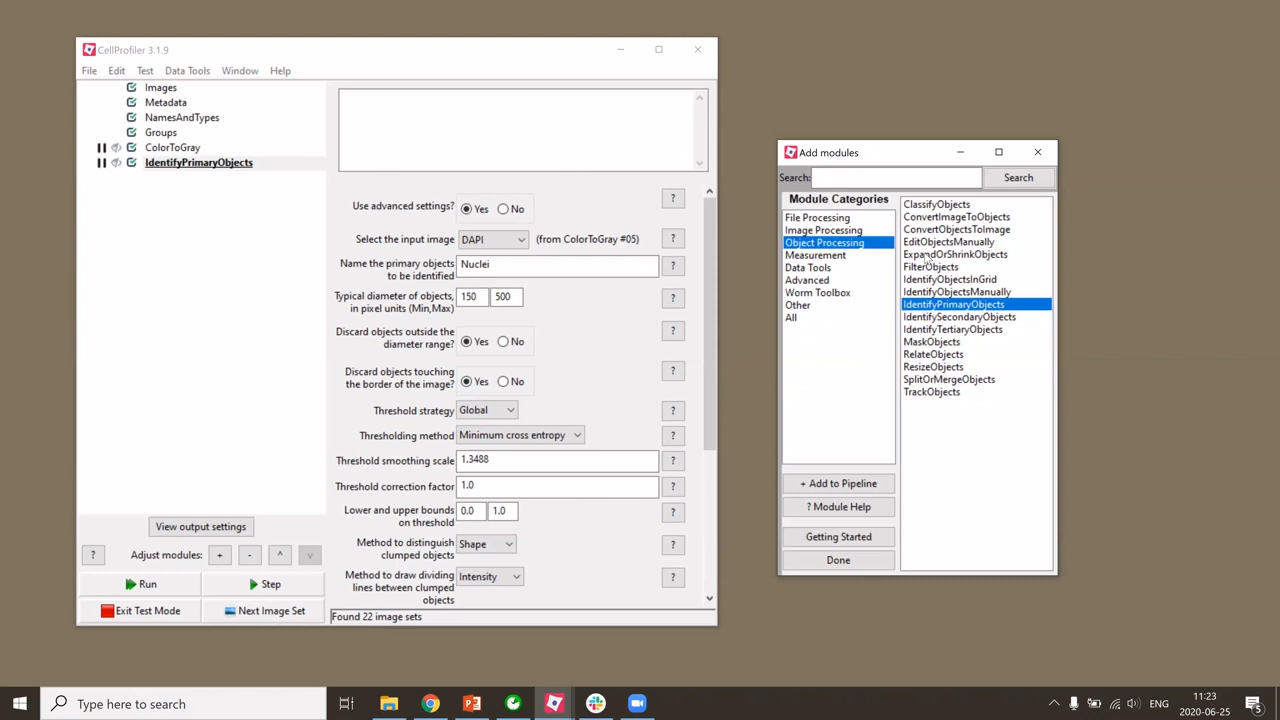 CellProfiler 3.1.9
File Edit Test Data Tools Window Help
Images
Metadata
NamesAndTypes
Groups
ColorToGray
IdentifyPrimaryObjects
View output settings
? Adjust modules: + - ^ v
Run Step
Exit Test Mode Next Image Set
Use advanced settings? Yes No ?
Select the input image DAPI (from ColorToGray #05) ?
Name the primary objects
to be identified Nuclei ?
Typical diameter of objects,
in pixel units (Min,Max) 150 500 ?
Discard objects outside the
diameter range? Yes No ?
Discard objects touching
the border of the image? Yes No ?
Threshold strategy Global ?
Thresholding method Minimum cross entropy ?
Threshold smoothing scale 1.3488 ?
Threshold correction factor 1.0 ?
Lower and upper bounds
on threshold 0.0 1.0 ?
Method to distinguish
clumped objects Shape ?
Method to draw dividing
lines between clumped
objects Intensity ?
Found 22 image sets
Add modules
Search: Search
Module Categories
File Processing
Image Processing
Object Processing
Measurement
Data Tools
Advanced
Worm Toolbox
Other
All
+ Add to Pipeline
? Module Help
Getting Started
Done
ClassifyObjects
ConvertImageToObjects
ConvertObjectsToImage
EditObjectsManually
ExpandOrShrinkObjects
FilterObjects
IdentifyObjectsInGrid
IdentifyObjectsManually
IdentifyPrimaryObjects
IdentifySecondaryObjects
IdentifyTertiaryObjects
MaskObjects
RelateObjects
ResizeObjects
SplitOrMergeObjects
TrackObjects
Type here to search
ENG
11:23
2020-06-25
5